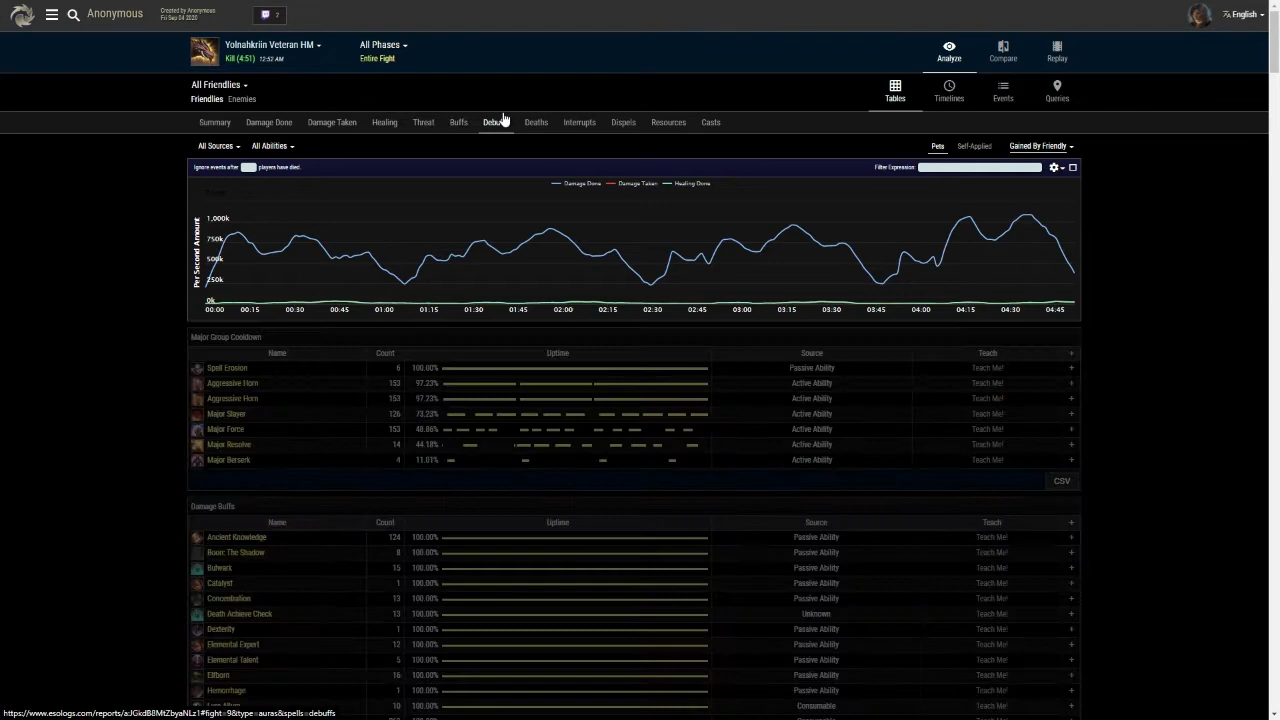 Anonymous
Created by Anonymous
Fri Sep 04 2020
2
English
Yolnahkriin Veteran HM
Kill (4:51) 12:52 AM
All Phases
Entire Fight
Analyze
Compare
Replay
All Friendlies
Friendlies Enemies
Tables
Timelines
Events
Queries
Summary Damage Done Damage Taken Healing Threat Buffs Deaths Interrupts Dispels Resources Casts
All Sources All Abilities
Pets Self-Applied Gained By Friendly
Ignore events after players have died.
Filter Expression:
Damage Done Damage Taken Healing Done
Per Second Amount
1,000k
750k
500k
250k
0k
00:00 00:15 00:30 00:45 01:00 01:15 01:30 01:45 02:00 02:15 02:30 02:45 03:00 03:15 03:30 03:45 04:00 04:15 04:30 04:45
Major Group Cooldown
Name Count Uptime Source Teach +
Spell Erosion 6 100.00% Passive Ability Teach Me! +
Aggressive Horn 153 97.23% Active Ability Teach Me! +
Aggressive Horn 153 97.23% Active Ability Teach Me! +
Major Slayer 126 73.23% Active Ability Teach Me! +
Major Force 153 48.86% Active Ability Teach Me! +
Major Resolve 14 44.18% Active Ability Teach Me! +
Major Berserk 4 11.01% Active Ability Teach Me! +
CSV
Damage Buffs
Name Count Uptime Source Teach +
Ancient Knowledge 124 100.00% Passive Ability Teach Me! +
Boon: The Shadow 8 100.00% Passive Ability Teach Me! +
Bulwark 15 100.00% Passive Ability Teach Me! +
Catalyst 1 100.00% Passive Ability Teach Me! +
Concentration 13 100.00% Passive Ability Teach Me! +
Death Achieve Check 13 100.00% Unknown Teach Me! +
Dexterity 1 100.00% Passive Ability Teach Me! +
Elemental Expert 12 100.00% Passive Ability Teach Me! +
Elemental Talent 5 100.00% Passive Ability Teach Me! +
Elfborn 16 100.00% Passive Ability Teach Me! +
Hemorrhage 1 100.00% Passive Ability Teach Me! +
10 100.00% Consumable Teach Me! +